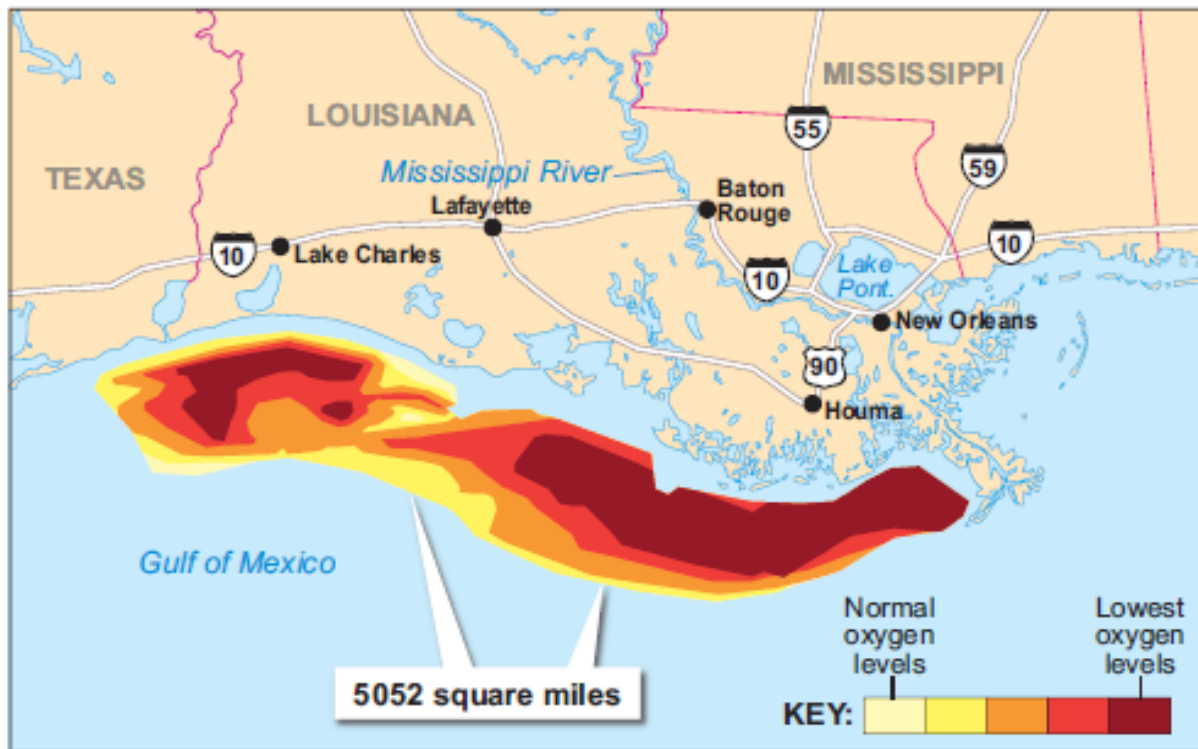 MISSISSIPPI
LOUISIANA
55
Mississippi River
59
TEXAS
Baton
Rouge
Lafayette
10
Lake Charles
10
Lake
Pont.
10
New Orleans
90
Houma
Gulf of Mexico
Normal
oxygen
levels
Lowest
oxygen
levels
5052 square miles
KEY: